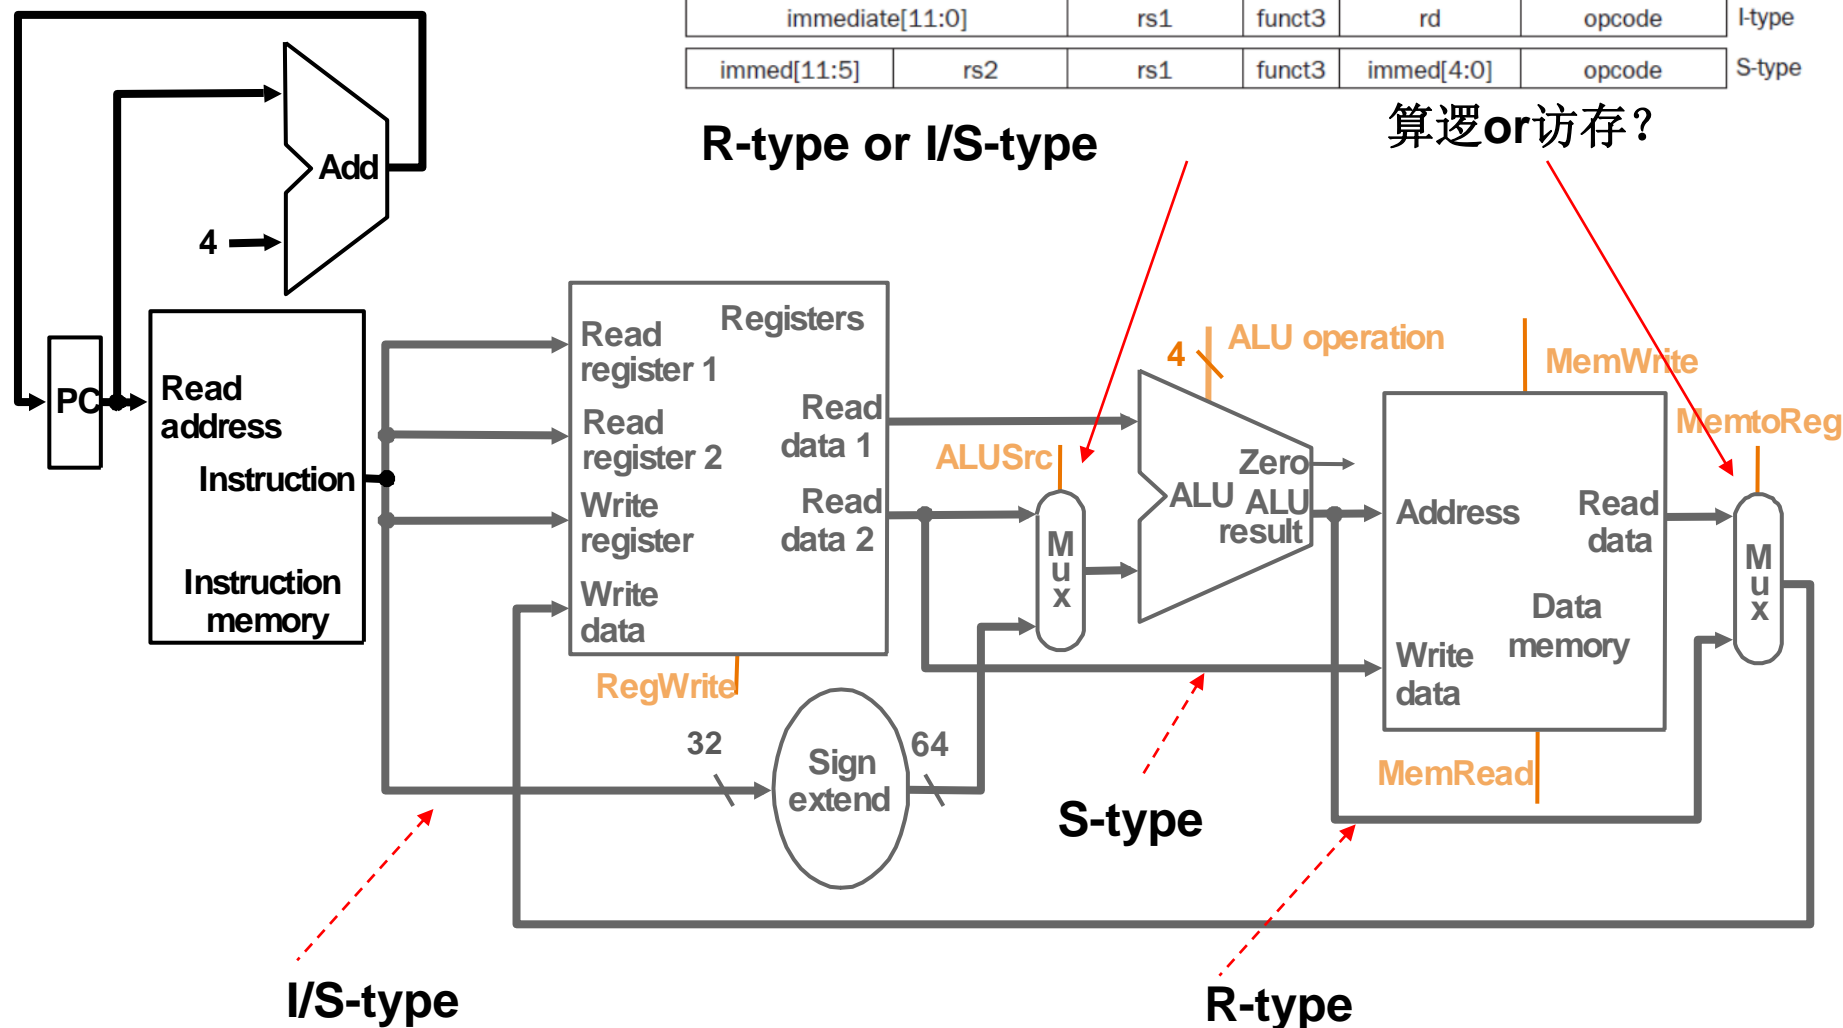 immediate[11:0] rs1 funct3 rd opcode I-type
immed[11:5] rs2 rs1 funct3 immed[4:0] opcode S-type
R-type or I/S-type
算逻or访存？
Add
4
PC
Read
address
Instruction
Instruction
memory
Registers
Read
register 1
Read
register 2
Write
register
Write
data
Read
data 1
Read
data 2
RegWrite
32
Sign
extend
64
ALUSrc
M
u
x
4
ALU operation
Zero
ALU
ALU
result
MemWrite
Address
Read
data
Write
data
Data
memory
MemRead
MemtoReg
M
u
x
S-type
I/S-type
R-type